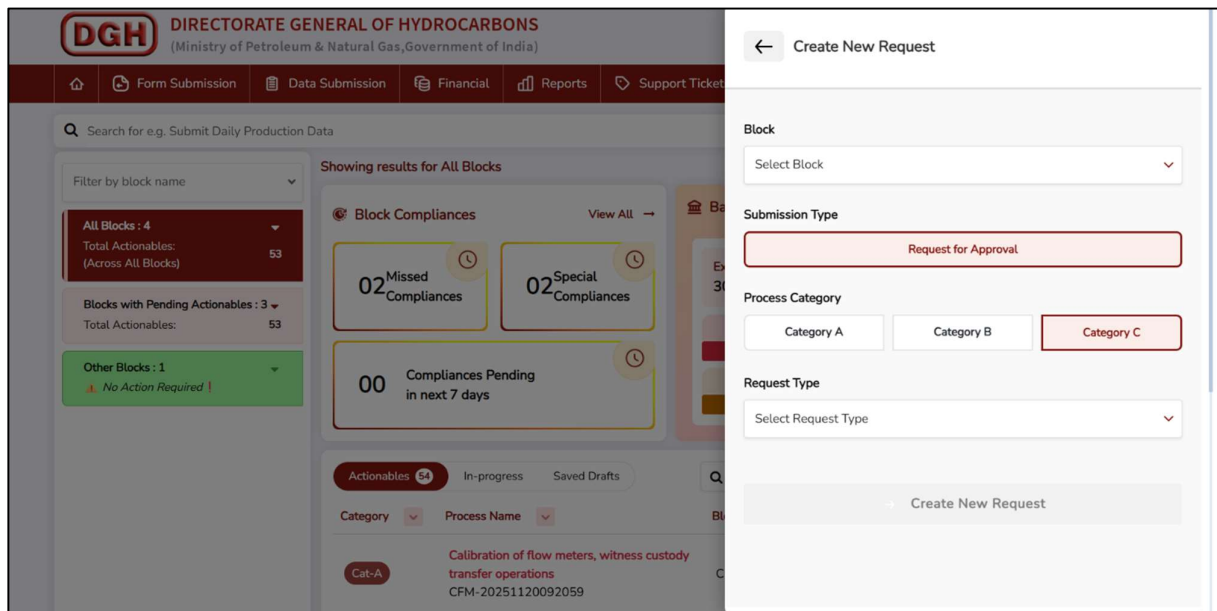 DGH
DIRECTORATE GENERAL OF HYDROCARBONS
(Ministry of Petroleum & Natural Gas,Government of India)
Form Submission
Data Submission
Financial
Reports
Support Ticket
Search for e.g. Submit Daily Production Data
Filter by block name
All Blocks : 4
Total Actionables:
(Across All Blocks)
53
Blocks with Pending Actionables : 3
Total Actionables:
53
Other Blocks : 1
No Action Required
Showing results for All Blocks
Block Compliances
View All →
02 Missed
Compliances
02 Special
Compliances
00
Compliances Pending
in next 7 days
Ba
Ex
30
Actionables 54
In-progress
Saved Drafts
Category
Process Name
Bl
Cat-A
Calibration of flow meters, witness custody
transfer operations
CFM-20251120092059
C
← Create New Request
Block
Select Block
Submission Type
Request for Approval
Process Category
Category A
Category B
Category C
Request Type
Select Request Type
Create New Request